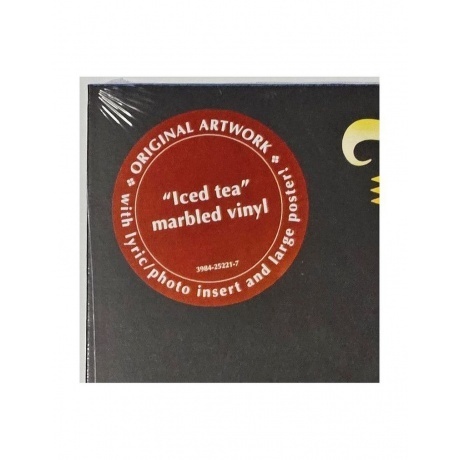 ORIGINAL ARTWORK
"Iced tea"
marbled vinyl
3984-25221-7
with lyric/photo insert and large poster!